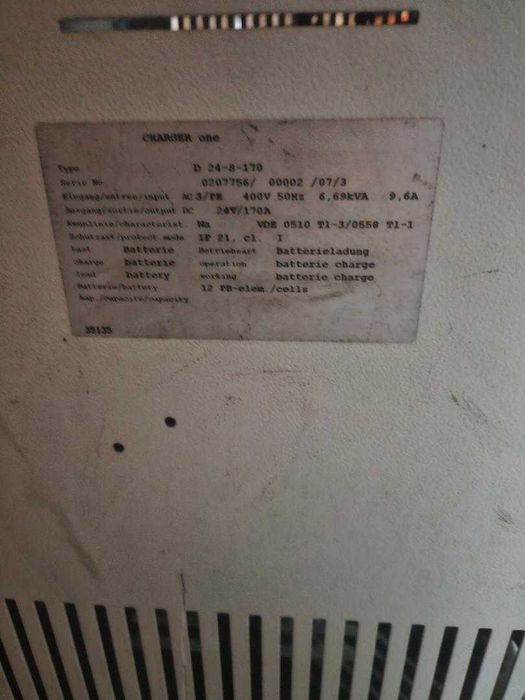 CHARGER one
Type D 24-8-170
Serie No 0207756/ 00002 /07/3
Eingang/entree/input AC 3/PE 400V 50Hz 6,69kVA 9,6A
Ausgang/sortie/output DC 24V/170A
Kennlinie/characterist. Wa VDE 0510 T1-3/0558 T1-1
Schutzart/protect.mode IP 21, cl. I
Last Batterie Betriebsart Batterieladung
charge batterie operation batterie charge
load battery working batterie charge
Batterie/battery 12 PB-elem./cells
Kap./capacite/capacity
35135